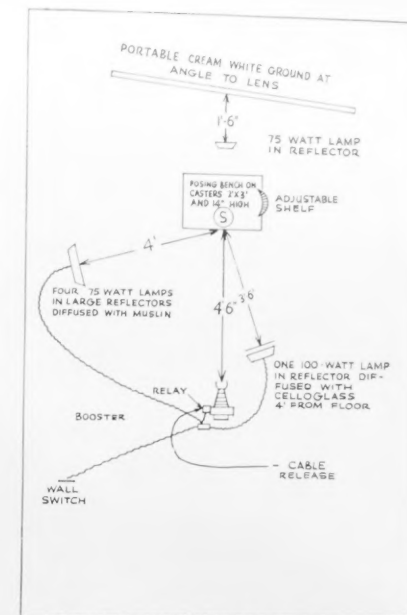 PORTABLE CREAM WHITE GROUND AT
ANGLE TO LENS
1'-6"
75 WATT LAMP
IN REFLECTOR
POSING BENCH ON
CASTERS 2'X3'
AND 14" HIGH
S
ADJUSTABLE
SHELF
4'
FOUR 75 WATT LAMPS
IN LARGE REFLECTORS
DIFFUSED WITH MUSLIN
4'6"
3'6"
ONE 100-WATT LAMP
IN REFLECTOR DIF-
FUSED WITH
CELLOGLASS
4' FROM FLOOR
RELAY
BOOSTER
CABLE
RELEASE
WALL
SWITCH